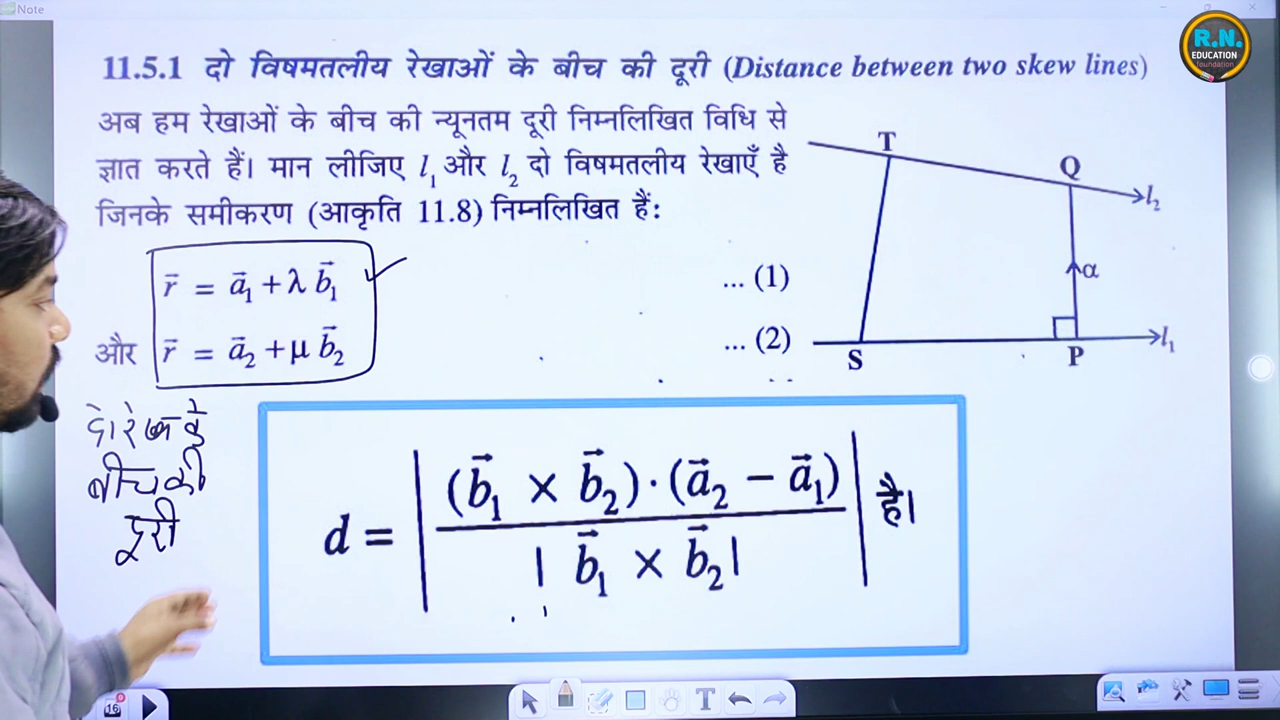 Note
R.N.
EDUCATION
foundation
11.5.1 दो विषमतलीय रेखाओं के बीच की दूरी (Distance between two skew lines)
अब हम रेखाओं के बीच की न्यूनतम दूरी निम्नलिखित विधि से
ज्ञात करते हैं। मान लीजिए l₁ और l₂ दो विषमतलीय रेखाएँ है
जिनके समीकरण (आकृति 11.8) निम्नलिखित हैं:
r⃗ = a⃗₁ + λ b⃗₁ ... (1)
और r⃗ = a⃗₂ + μ b⃗₂ ... (2)
T
Q
l₂
α
S
P
l₁
दो रेखा के
बीच की
दूरी
d = | (b⃗₁ × b⃗₂) · (a⃗₂ − a⃗₁) / | b⃗₁ × b⃗₂ | | है।
16
T